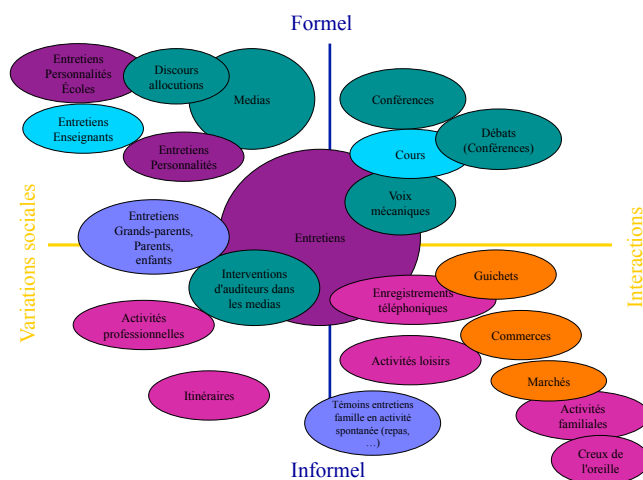 Formel
Entretiens
Personnalités
Écoles
Discours
allocutions
Medias
Conférences
Entretiens
Enseignants
Débats
(Conférences)
Cours
Entretiens
Personnalités
Voix
mécaniques
Variations sociales
Entretiens
Grands-parents,
Parents,
enfants
Entretiens
Interactions
Interventions
d'auditeurs dans
les medias
Guichets
Enregistrements
téléphoniques
Activités
professionnelles
Commerces
Activités loisirs
Marchés
Itinéraires
Témoins entretiens
famille en activité
spontanée (repas,
…)
Activités
familiales
Creux de
l'oreille
Informel